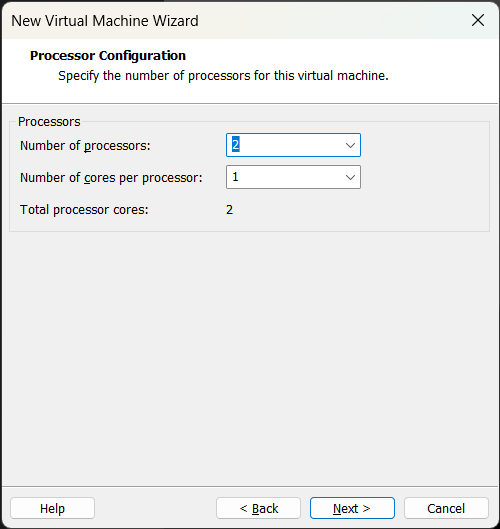 New Virtual Machine Wizard
Processor Configuration
Specify the number of processors for this virtual machine.
Processors
Number of processors: 2
Number of cores per processor: 1
Total processor cores: 2
Help < Back Next > Cancel